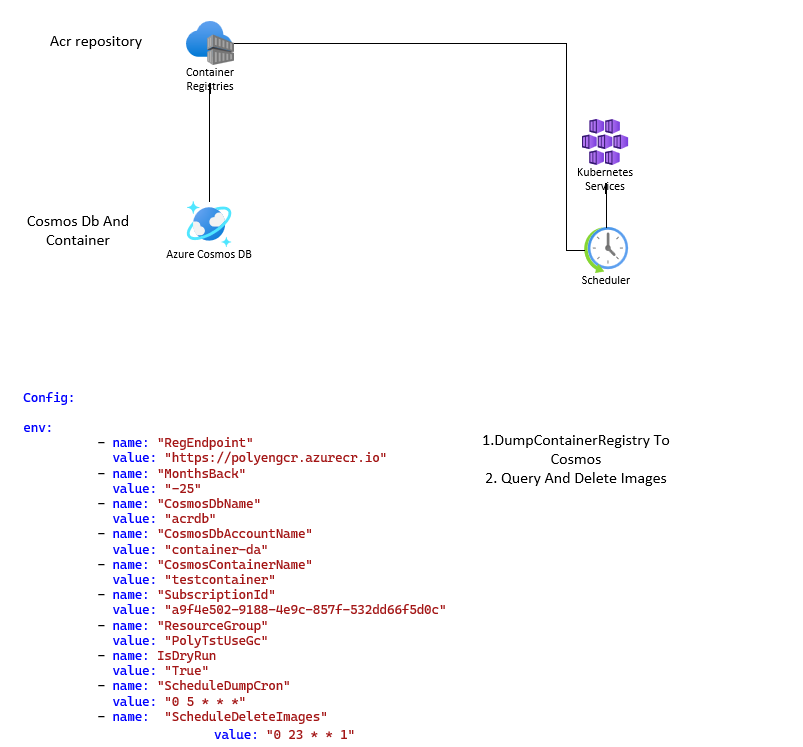 Acr repository
Container
Registries
Kubernetes
Services
Cosmos Db And
Container
Azure Cosmos DB
Scheduler
Config:
env:
- name: "RegEndpoint"
value: "https://polyengcr.azurecr.io"
- name: "MonthsBack"
value: "-25"
- name: "CosmosDbName"
value: "acrdb"
- name: "CosmosDbAccountName"
value: "container-da"
- name: "CosmosContainerName"
value: "testcontainer"
- name: "SubscriptionId"
value: "a9f4e502-9188-4e9c-857f-532dd66f5d0c"
- name: "ResourceGroup"
value: "PolyTstUseGc"
- name: IsDryRun
value: "True"
- name: "ScheduleDumpCron"
value: "0 5 * * *"
- name:  "ScheduleDeleteImages"
value: "0 23 * * 1"
1.DumpContainerRegistry To
Cosmos
2. Query And Delete Images